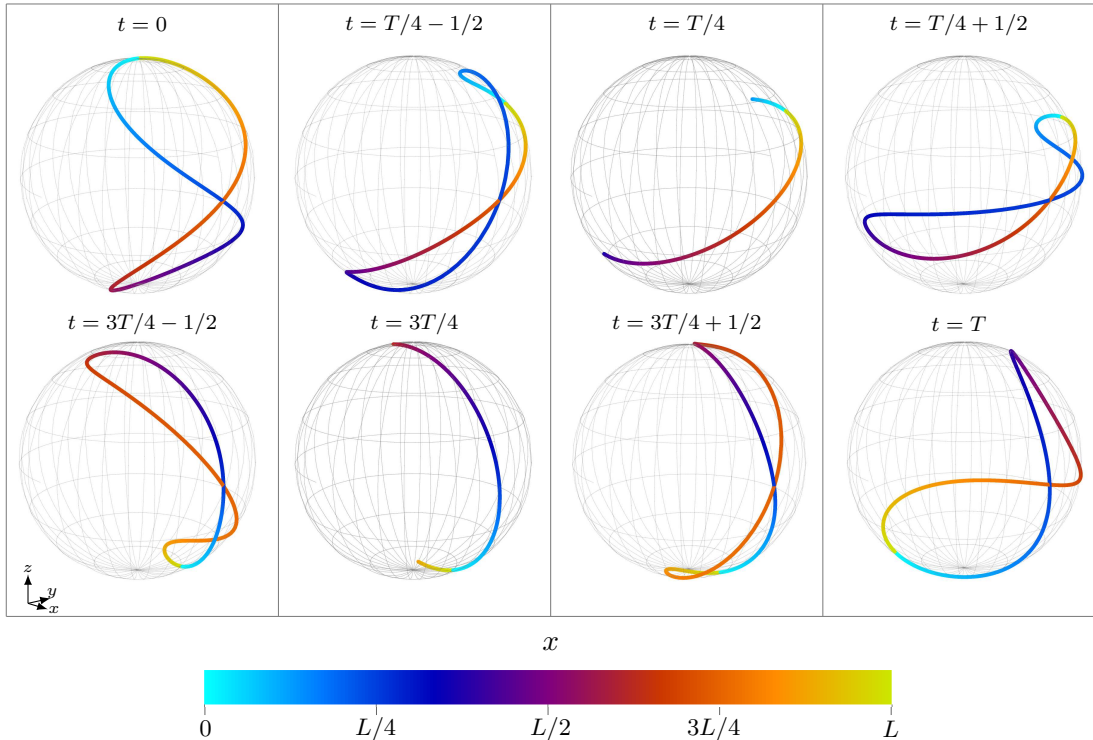 t = 0
t = T/4 − 1/2
t = T/4
t = T/4 + 1/2
t = 3T/4 − 1/2
t = 3T/4
t = 3T/4 + 1/2
t = T
z
y
x
x
0
L/4
L/2
3L/4
L